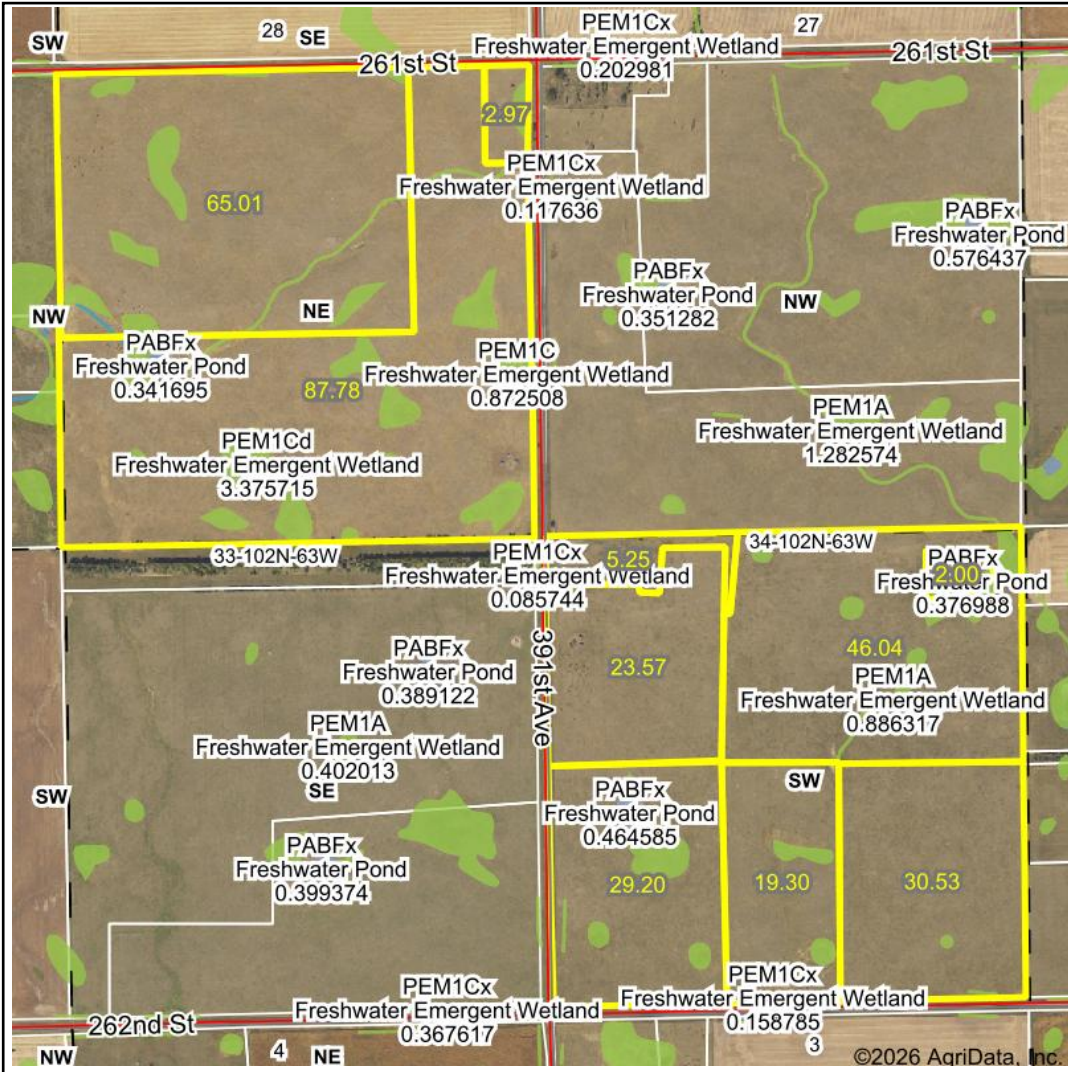 28
SE
SW
27
PEM1Cx
Freshwater Emergent Wetland
0.202981
261st St
261st St
2.97
PEM1Cx
Freshwater Emergent Wetland
0.117636
65.01
PABFx
Freshwater Pond
0.576437
PABFx
Freshwater Pond
0.351282
NW
NW
NE
PABFx
Freshwater Pond
0.341695
PEM1C
Freshwater Emergent Wetland
0.872508
87.78
PEM1A
Freshwater Emergent Wetland
1.282574
PEM1Cd
Freshwater Emergent Wetland
3.375715
33-102N-63W
34-102N-63W
PEM1Cx
Freshwater Emergent Wetland
0.085744
5.25
PABFx
Freshwater Pond
0.376988
2.00
391st Ave
23.57
46.04
PABFx
Freshwater Pond
0.389122
PEM1A
Freshwater Emergent Wetland
0.886317
PEM1A
Freshwater Emergent Wetland
0.402013
SE
SW
SW
PABFx
Freshwater Pond
0.464585
PABFx
Freshwater Pond
0.399374
29.20
19.30
30.53
PEM1Cx
Freshwater Emergent Wetland
0.367617
PEM1Cx
Freshwater Emergent Wetland
0.158785
262nd St
NW
4
NE
3
©2026 AgriData, Inc.